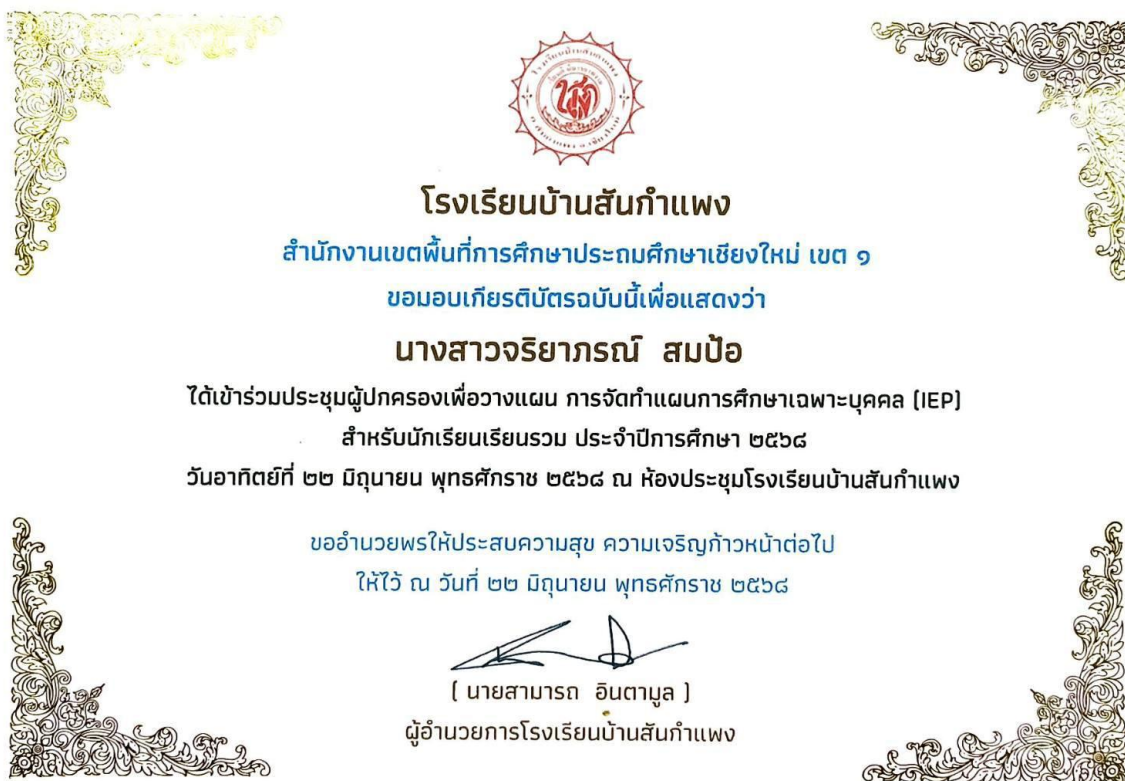 โรงเรียนบ้านสันกำแพง
โรงเรียนบ้านสันกำแพง
สำนักงานเขตพื้นที่การศึกษาประถมศึกษาเชียงใหม่ เขต ๑
ขอมอบเกียรติบัตรฉบับนี้เพื่อแสดงว่า
นางสาวจริยาภรณ์ สมป้อ
ได้เข้าร่วมประชุมผู้ปกครองเพื่อวางแผน การจัดทำแผนการศึกษาเฉพาะบุคคล (IEP)
สำหรับนักเรียนเรียนรวม ประจำปีการศึกษา ๒๕๖๘
วันอาทิตย์ที่ ๒๒ มิถุนายน พุทธศักราช ๒๕๖๘ ณ ห้องประชุมโรงเรียนบ้านสันกำแพง
ขออำนวยพรให้ประสบความสุข ความเจริญก้าวหน้าต่อไป
ให้ไว้ ณ วันที่ ๒๒ มิถุนายน พุทธศักราช ๒๕๖๘
( นายสามารถ อินตามูล )
ผู้อำนวยการโรงเรียนบ้านสันกำแพง